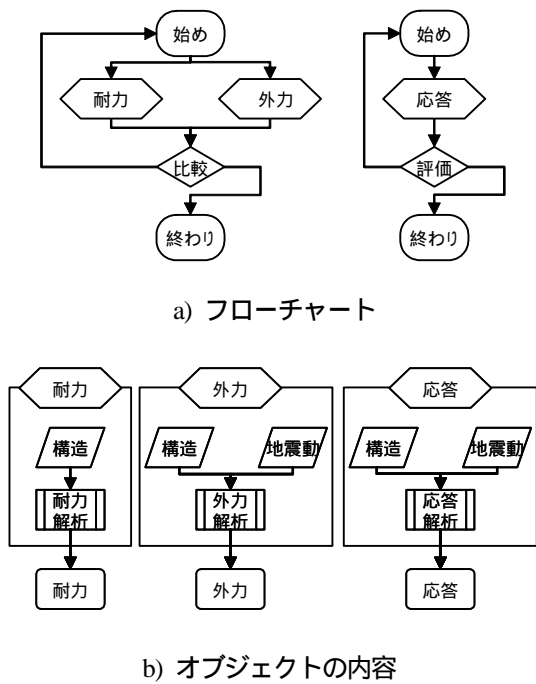 始め
耐力
外力
比較
終わり
始め
応答
評価
終わり
a) フローチャート
耐力
構造
耐力
解析
耐力
外力
構造
地震動
外力
解析
外力
応答
構造
地震動
応答
解析
応答
b) オブジェクトの内容